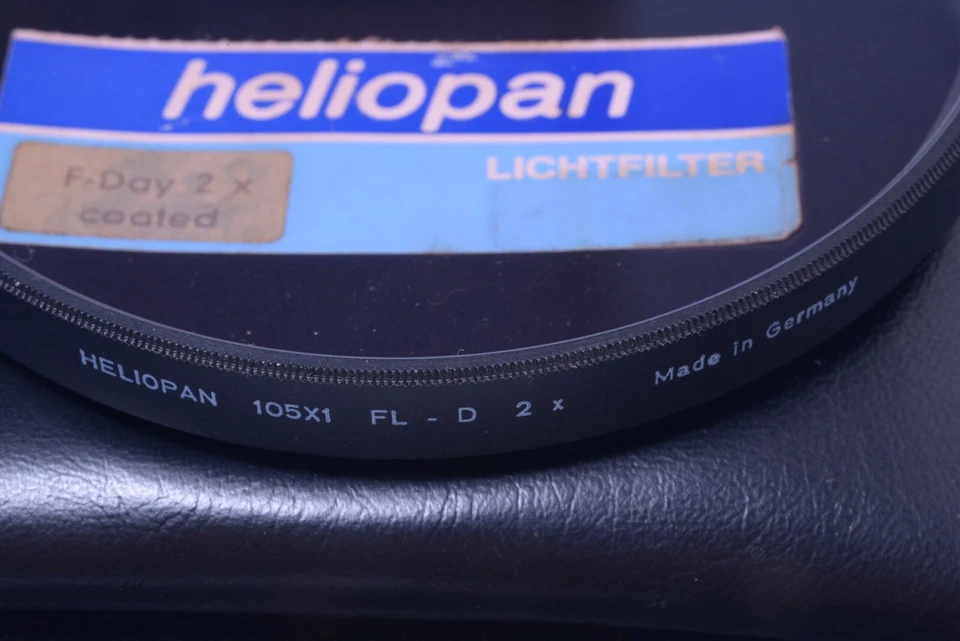 heliopan
LICHTFILTER
F-Day 2 x
coated
HELIOPAN 105X1 FL - D 2 x Made in Germany